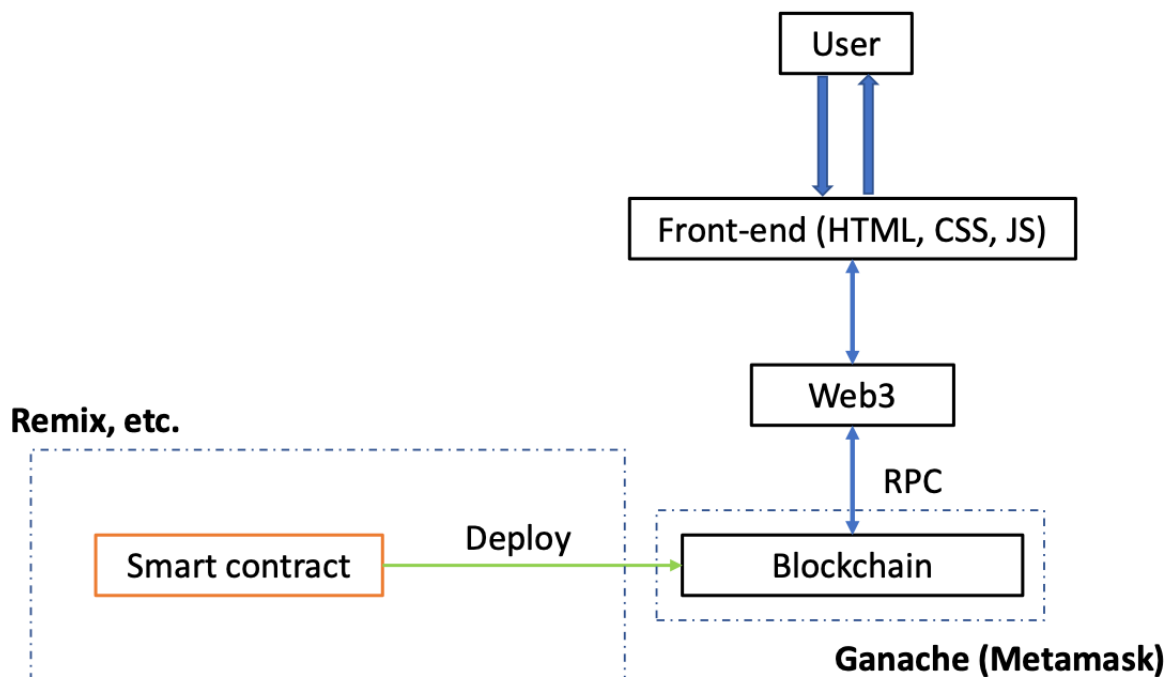 User
Front-end (HTML, CSS, JS)
Web3
Remix, etc.
RPC
Deploy
Smart contract
Blockchain
Ganache (Metamask)